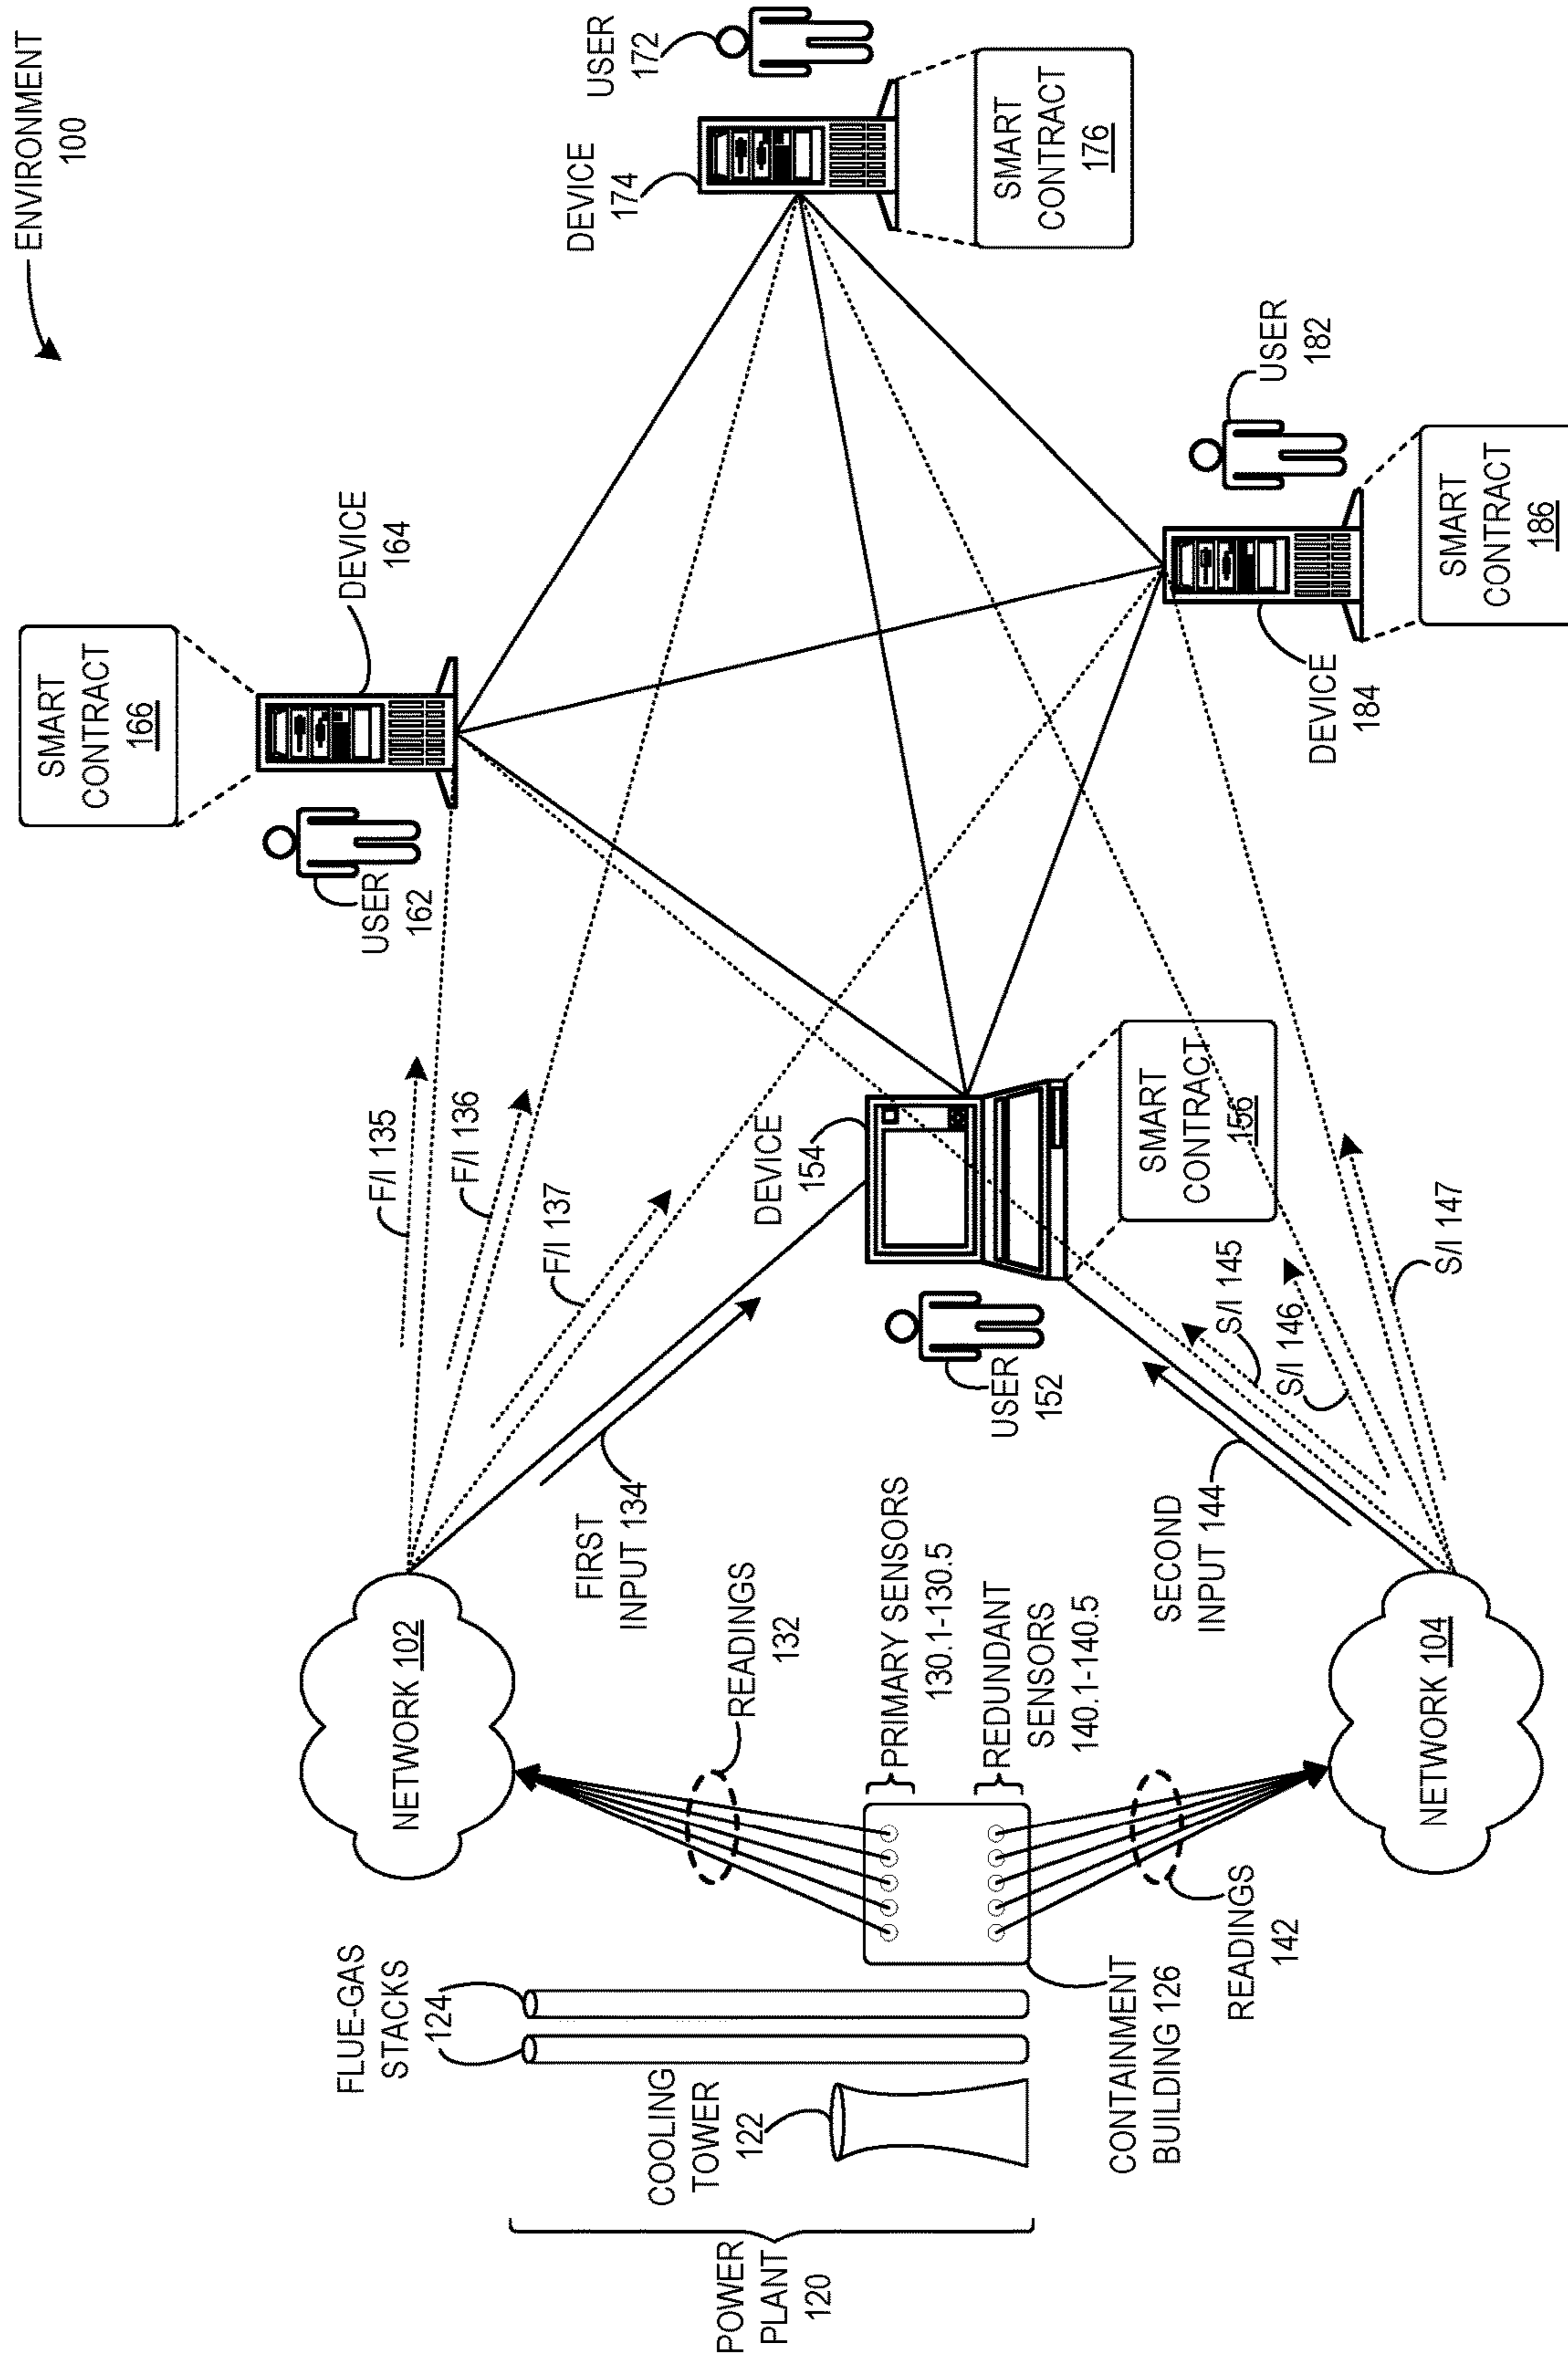 ENVIRONMENT
100
SMART
CONTRACT
166
DEVICE
164
USER
162
USER
172
DEVICE
174
SMART
CONTRACT
176
F/I 135
F/I 136
F/I 137
FIRST
INPUT 134
DEVICE
154
USER
152
SMART
CONTRACT
156
USER
182
DEVICE
184
SMART
CONTRACT
186
NETWORK 102
READINGS
132
PRIMARY SENSORS
130.1-130.5
REDUNDANT
SENSORS
140.1-140.5
SECOND
INPUT 144
S/I 145
S/I 146
S/I 147
FLUE-GAS
STACKS
124
COOLING
TOWER
122
POWER
PLANT
120
CONTAINMENT
BUILDING 126
READINGS
142
NETWORK 104